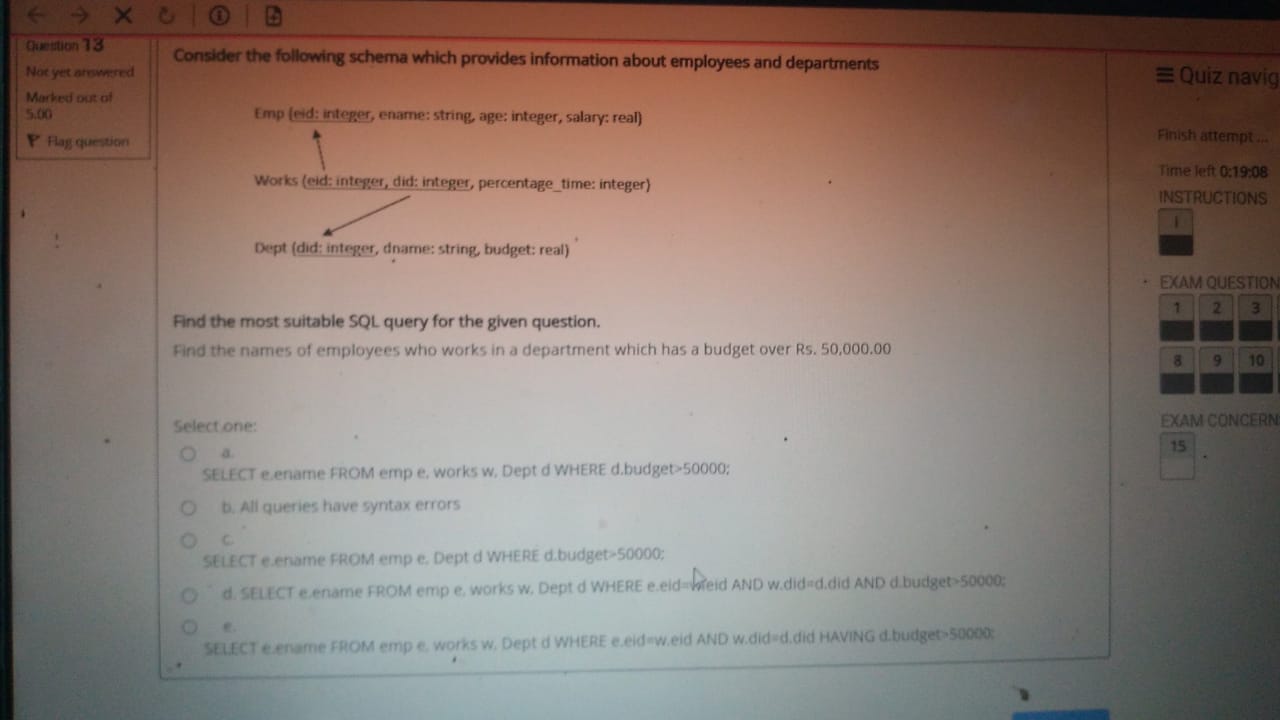 Question 13
Not yet answered
Marked out of
5.00
Flag question
Consider the following schema which provides information about employees and departments
Emp (eid: integer, ename: string, age: integer, salary: real)
Works (eid: integer, did: integer, percentage_time: integer)
Dept (did: integer, dname: string, budget: real)
Find the most suitable SQL query for the given question.
Find the names of employees who works in a department which has a budget over Rs. 50,000.00
Select one:
a.
SELECT e.ename FROM emp e, works w, Dept d WHERE d.budget>50000;
b. All queries have syntax errors
c.
SELECT e.ename FROM emp e, Dept d WHERE d.budget>50000;
d. SELECT e.ename FROM emp e, works w, Dept d WHERE e.eid=w.eid AND w.did=d.did AND d.budget>50000;
e.
SELECT e.ename FROM emp e, works w, Dept d WHERE e.eid=w.eid AND w.did=d.did HAVING d.budget>50000;
Quiz navig
Finish attempt ...
Time left 0:19:08
INSTRUCTIONS
i
EXAM QUESTION
1 2 3
8 9 10
EXAM CONCERN
15